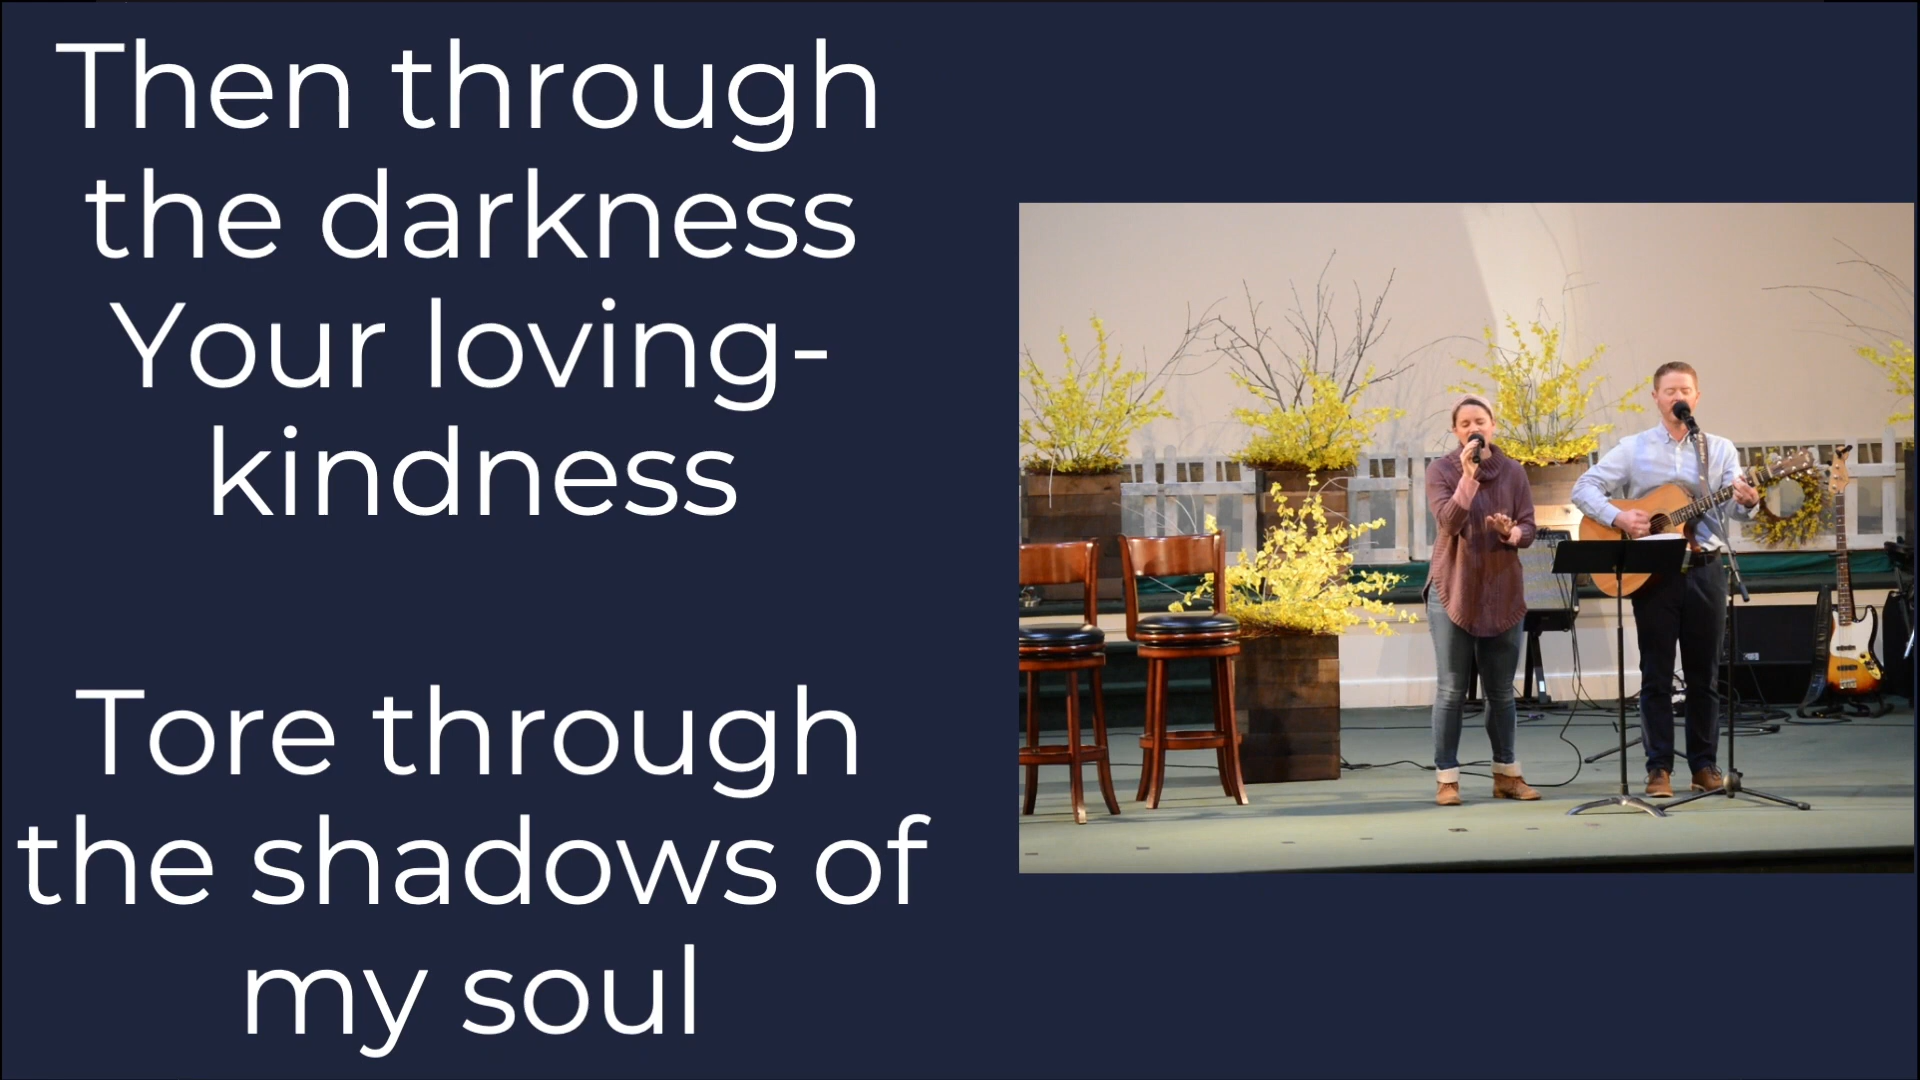 Then through
the darkness
Your loving-
kindness
Tore through
the shadows of
my soul